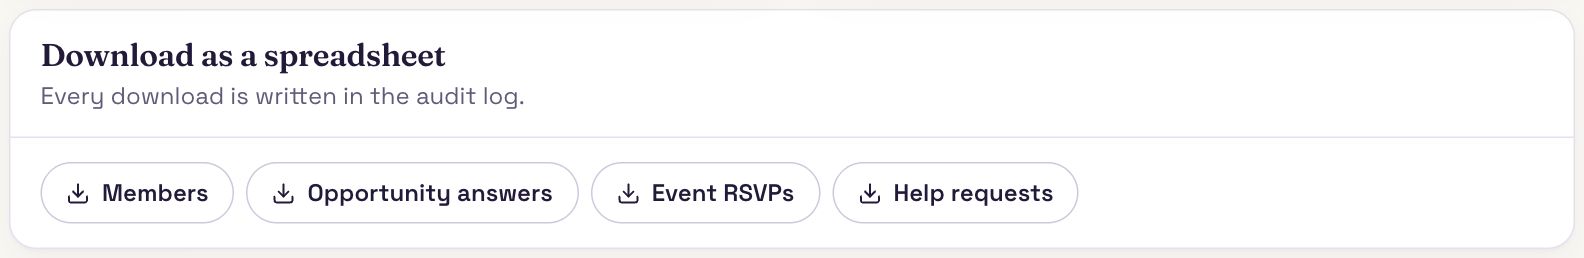 Download as a spreadsheet
Every download is written in the audit log.
Members
Opportunity answers
Event RSVPs
Help requests